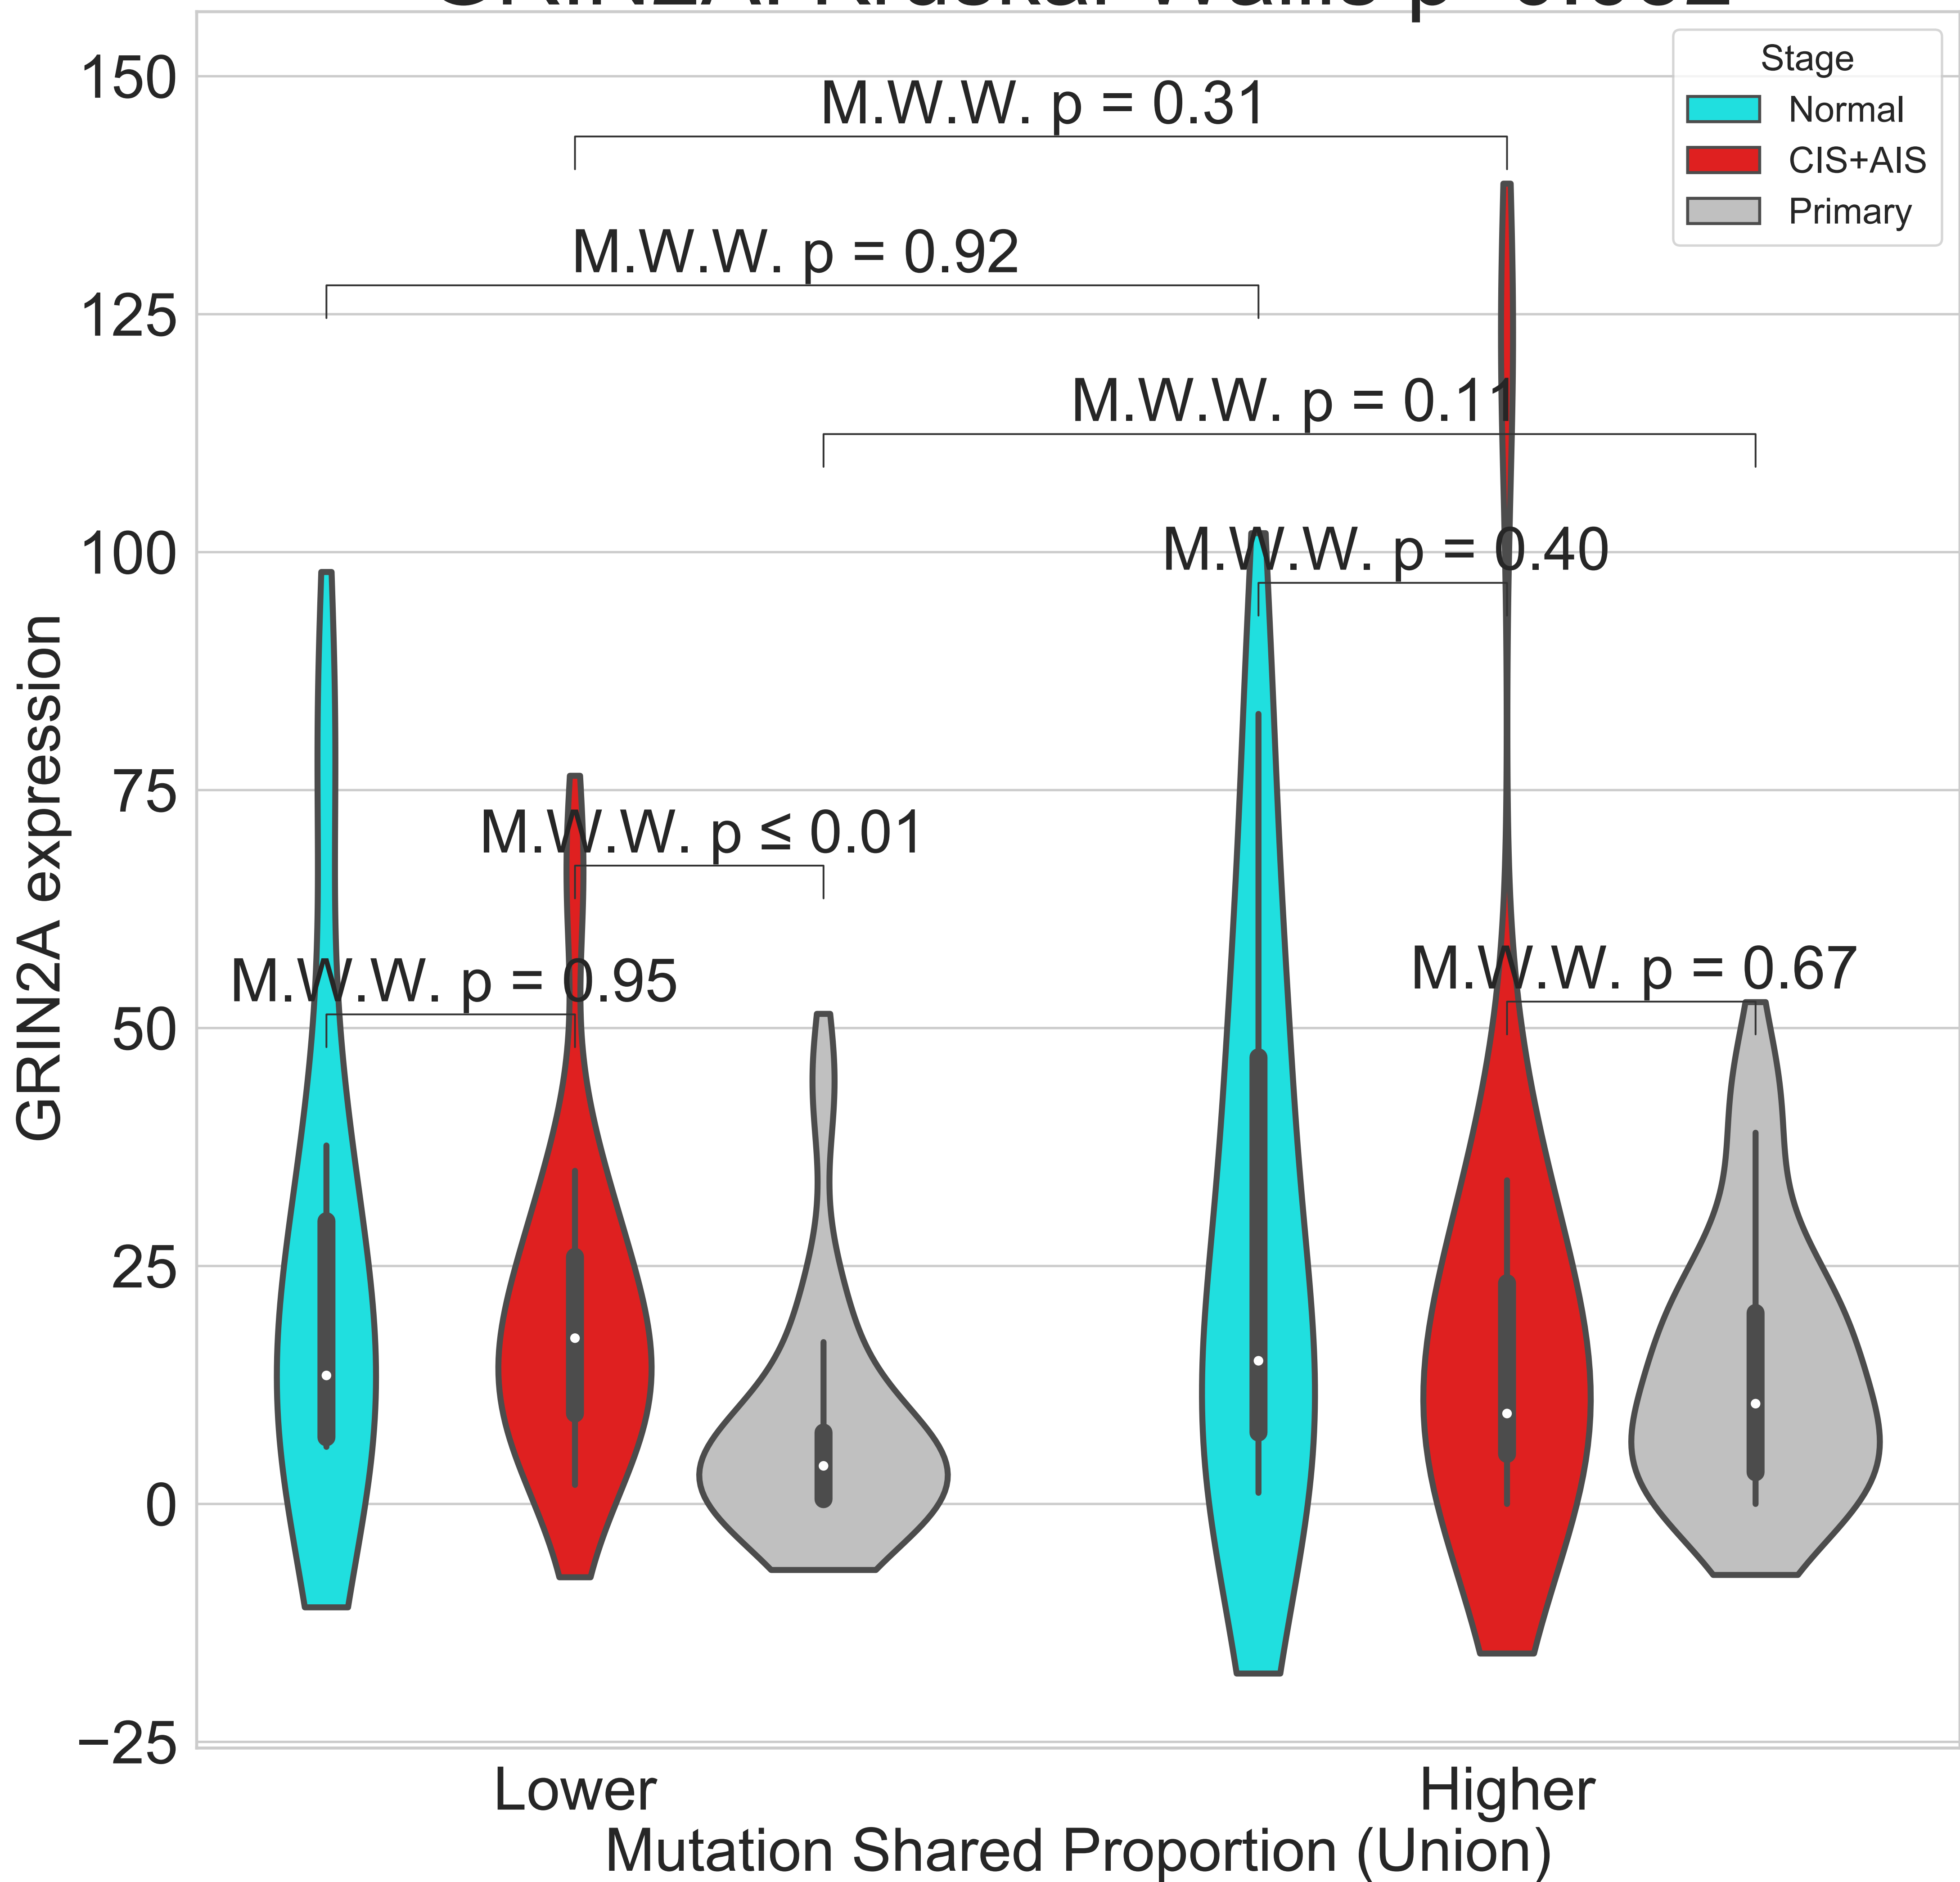 150
125
100
75
50
25
0
−25
GRIN2A expression
Stage
Normal
CIS+AIS
Primary
M.W.W. p = 0.31
M.W.W. p = 0.92
M.W.W. p = 0.11
M.W.W. p = 0.40
M.W.W. p ≤ 0.01
M.W.W. p = 0.95
M.W.W. p = 0.67
Lower
Higher
Mutation Shared Proportion (Union)